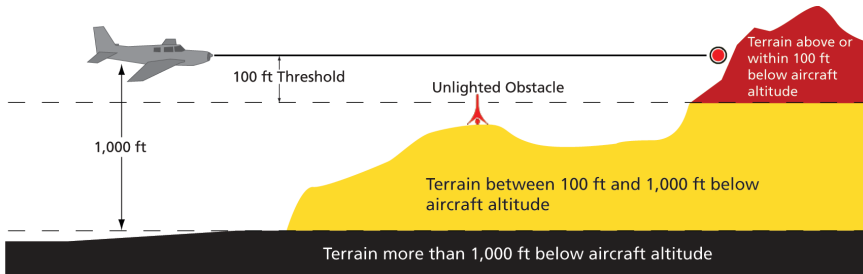 Terrain above or
within 100 ft
below aircraft
altitude
100 ft Threshold
Unlighted Obstacle
1,000 ft
Terrain between 100 ft and 1,000 ft below
aircraft altitude
Terrain more than 1,000 ft below aircraft altitude